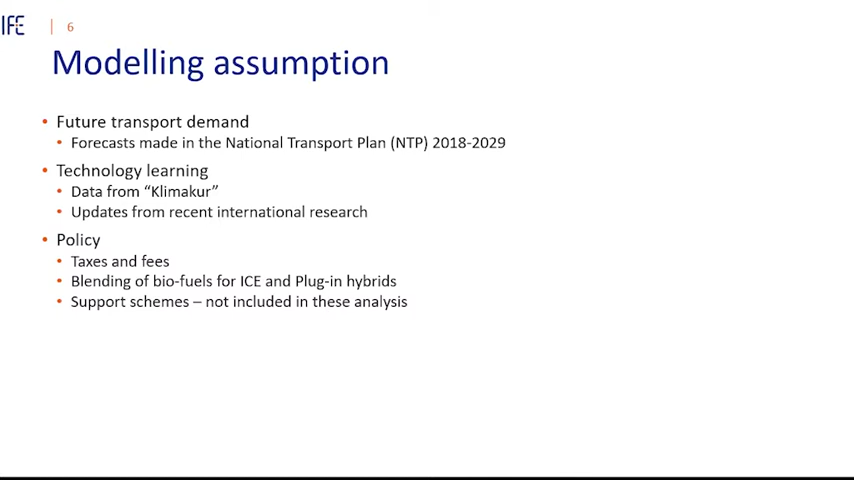 IFE | 6
Modelling assumption
• Future transport demand
• Forecasts made in the National Transport Plan (NTP) 2018-2029
• Technology learning
• Data from “Klimakur”
• Updates from recent international research
• Policy
• Taxes and fees
• Blending of bio-fuels for ICE and Plug-in hybrids
• Support schemes – not included in these analysis